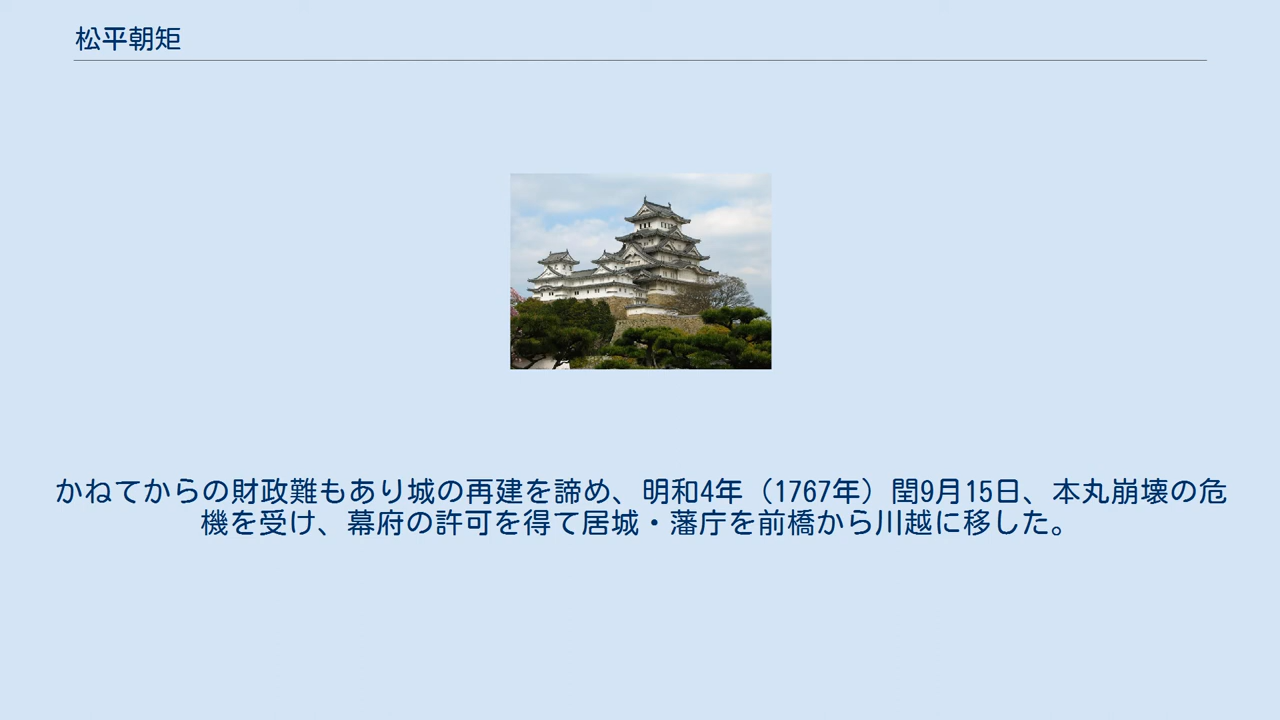 松平朝矩
かねてからの財政難もあり城の再建を諦め、明和4年（1767年）閏9月15日、本丸崩壊の危
機を受け、幕府の許可を得て居城・藩庁を前橋から川越に移した。